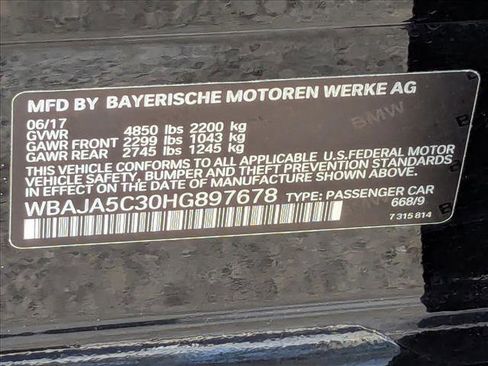 MFD BY BAYERISCHE MOTOREN WERKE AG
06/17
GVWR 4850 lbs 2200 kg
GAWR FRONT 2299 lbs 1043 kg
GAWR REAR 2745 lbs 1245 kg
THIS VEHICLE CONFORMS TO ALL APPLICABLE U.S.FEDERAL MOTOR
VEHICLE SAFETY, BUMPER AND THEFT PREVENTION STANDARDS
IN EFFECT ON THE DATE OF MANUFACTURE SHOWN ABOVE.
WBAJA5C30HG897678 TYPE: PASSENGER CAR
668/9
7 315 814
BMW